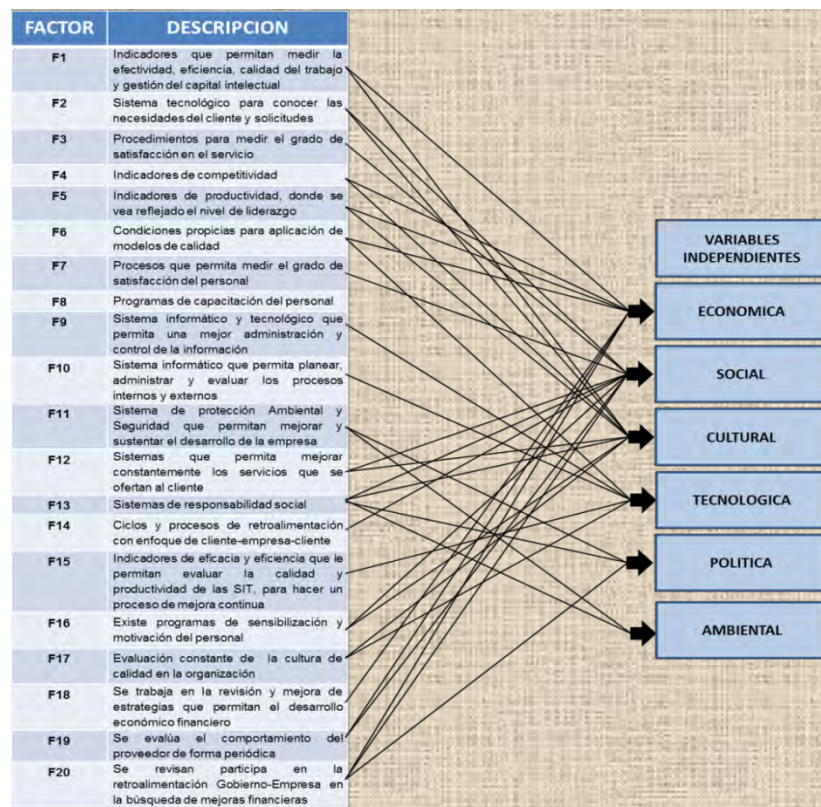 FACTOR DESCRIPCION
F1 Indicadores que permitan medir la
efectividad, eficiencia, calidad del trabajo
y gestión del capital intelectual
F2 Sistema tecnológico para conocer las
necesidades del cliente y solicitudes
F3 Procedimientos para medir el grado de
satisfacción en el servicio
F4 Indicadores de competitividad
F5 Indicadores de productividad, donde se
vea reflejado el nivel de liderazgo
F6 Condiciones propicias para aplicación de
modelos de calidad
F7 Procesos que permita medir el grado de
satisfacción del personal
F8 Programas de capacitación del personal
F9 Sistema informático y tecnológico que
permita una mejor administración y
control de la información
F10 Sistema informático que permita planear,
administrar y evaluar los procesos
internos y externos
F11 Sistema de protección Ambiental y
Seguridad que permitan mejorar y
sustentar el desarrollo de la empresa
F12 Sistemas que permita mejorar
constantemente los servicios que se
ofertan al cliente
F13 Sistemas de responsabilidad social
F14 Ciclos y procesos de retroalimentación
con enfoque de cliente-empresa-cliente
F15 Indicadores de eficacia y eficiencia que le
permitan evaluar la calidad y
productividad de las SIT, para hacer un
proceso de mejora continua
F16 Existe programas de sensibilización y
motivación del personal
F17 Evaluación constante de la cultura de
calidad en la organización
F18 Se trabaja en la revisión y mejora de
estrategias que permitan el desarrollo
económico financiero
F19 Se evalúa el comportamiento del
proveedor de forma periódica
F20 Se revisan participa en la
retroalimentación Gobierno-Empresa en
la búsqueda de mejoras financieras
VARIABLES
INDEPENDIENTES
ECONOMICA
SOCIAL
CULTURAL
TECNOLOGICA
POLITICA
AMBIENTAL